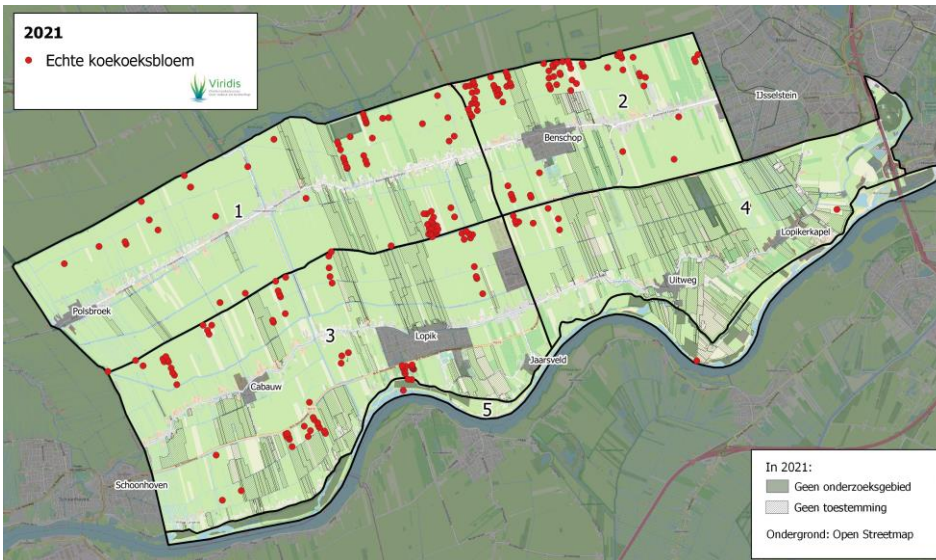 2021
Echte koekoeksbloem
Viridis
IJsselstein
2
Benschop
1
4
Lopikerkapel
Uitweg
Polsbroek
3
Lopik
Jaarsveld
Cabauw
5
Schoonhoven
In 2021:
Geen onderzoeksgebied
Geen toestemming
Ondergrond: Open Streetmap